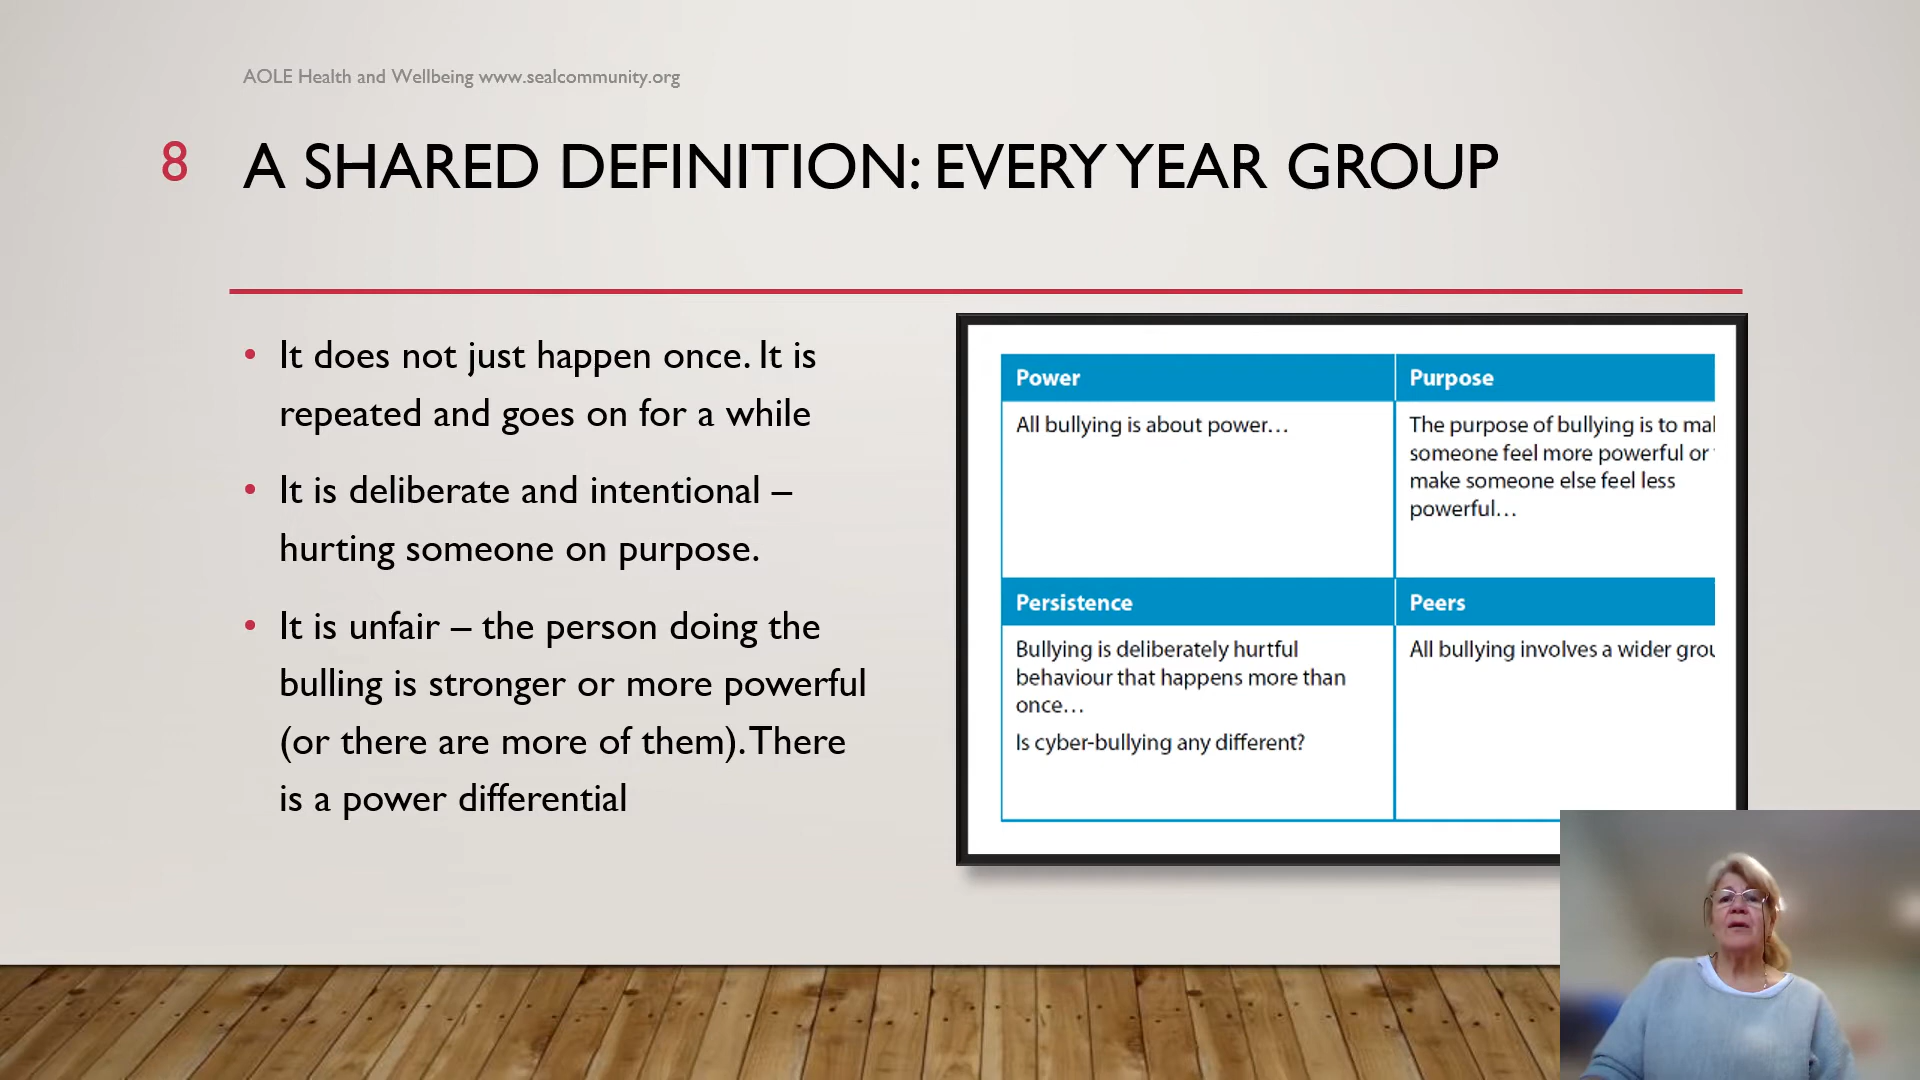 AOLE Health and Wellbeing www.sealcommunity.org
8
A SHARED DEFINITION: EVERY YEAR GROUP
• It does not just happen once. It is
repeated and goes on for a while
• It is deliberate and intentional –
hurting someone on purpose.
• It is unfair – the person doing the
bulling is stronger or more powerful
(or there are more of them). There
is a power differential
Power
All bullying is about power…
Purpose
The purpose of bullying is to
someone feel more powerful or
make someone else feel less
powerful…
Persistence
Bullying is deliberately hurtful
behaviour that happens more than
once…
Is cyber-bullying any different?
Peers
All bullying involves a wider